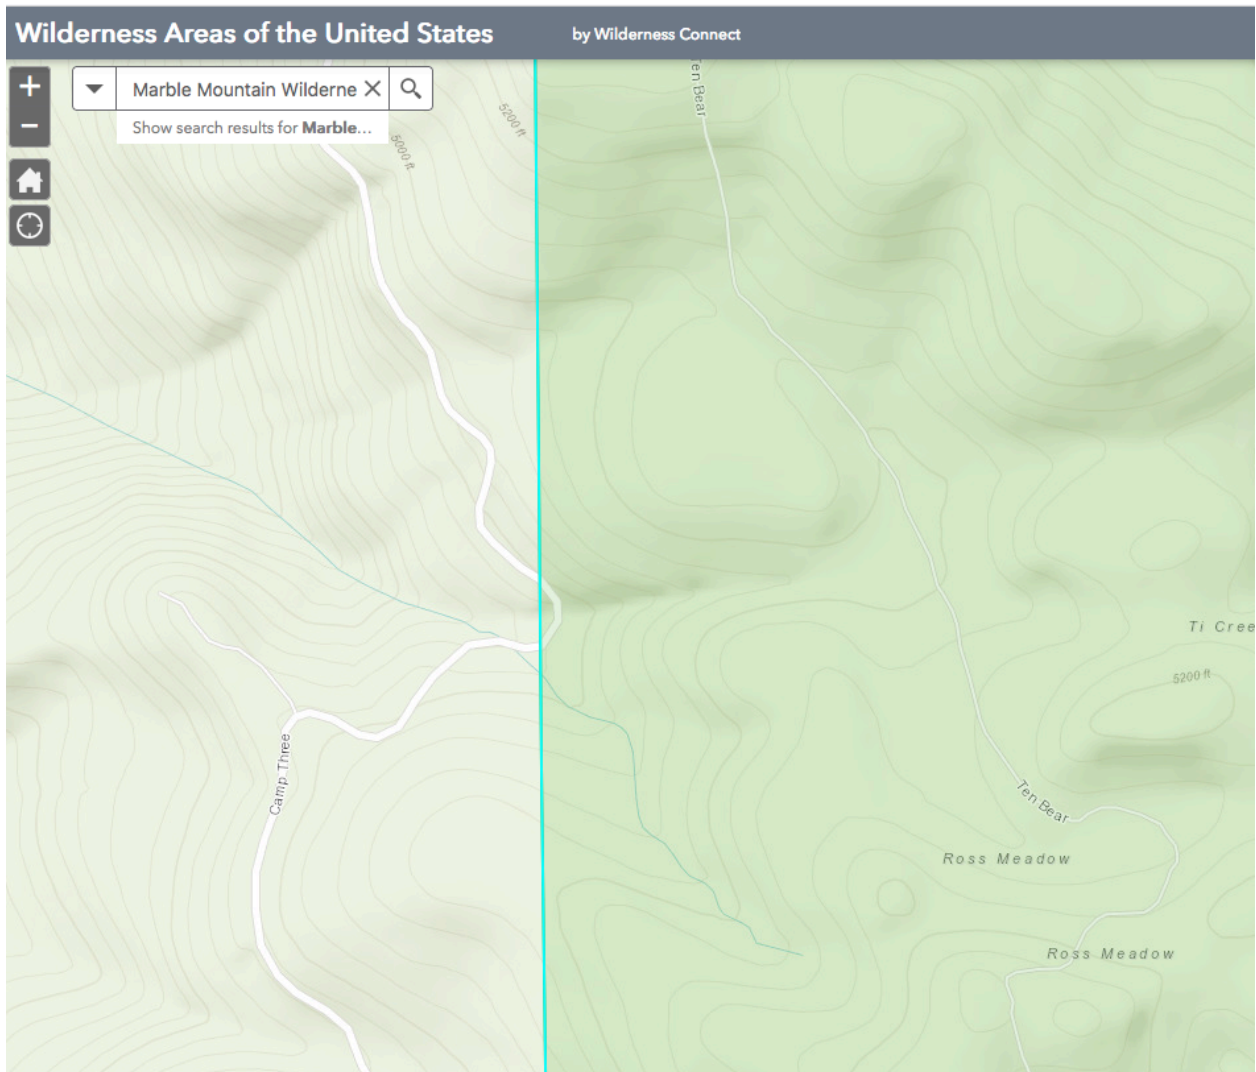 Wilderness Areas of the United States by Wilderness Connect
Marble Mountain Wilderne
Show search results for Marble...
Ten Bear
5200 ft
5000 ft
Ti Cree
5200 ft
Camp Three
Ten Bear
Ross Meadow
Ross Meadow